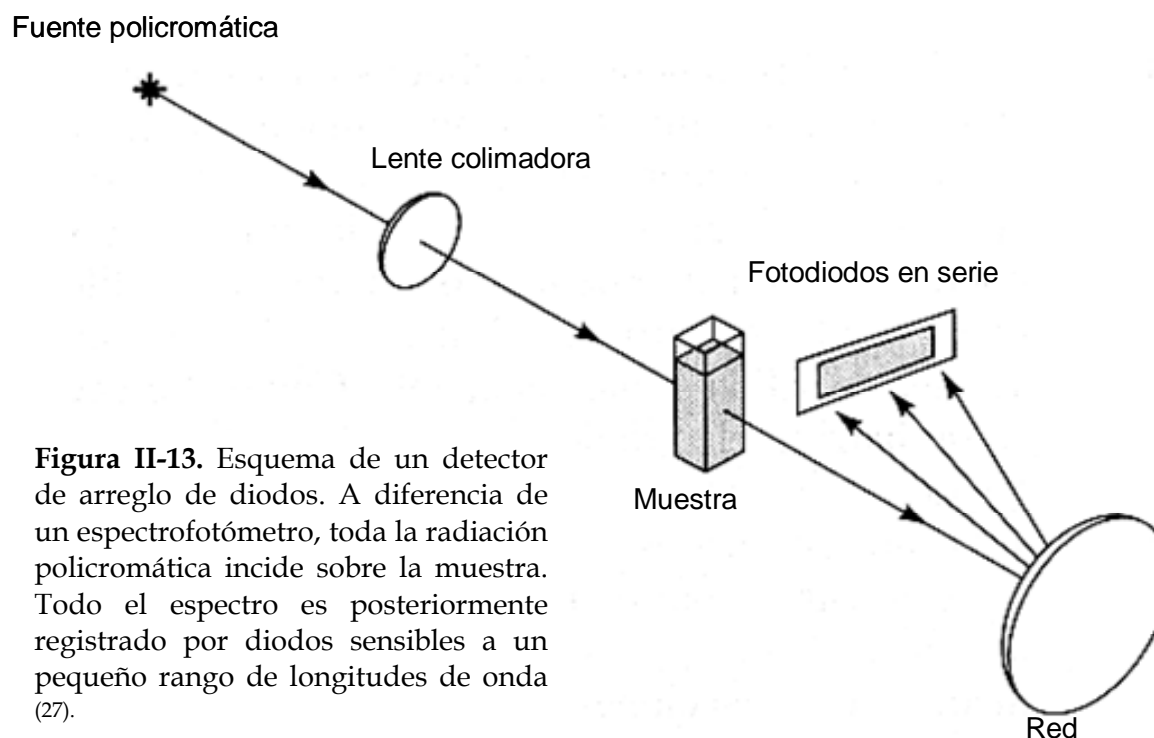 Fuente policromática
Lente colimadora
Fotodiodos en serie
Muestra
Figura II-13. Esquema de un detector
de arreglo de diodos. A diferencia de
un espectrofotómetro, toda la radiación
policromática incide sobre la muestra.
Todo el espectro es posteriormente
registrado por diodos sensibles a un
pequeño rango de longitudes de onda
(27).
Red